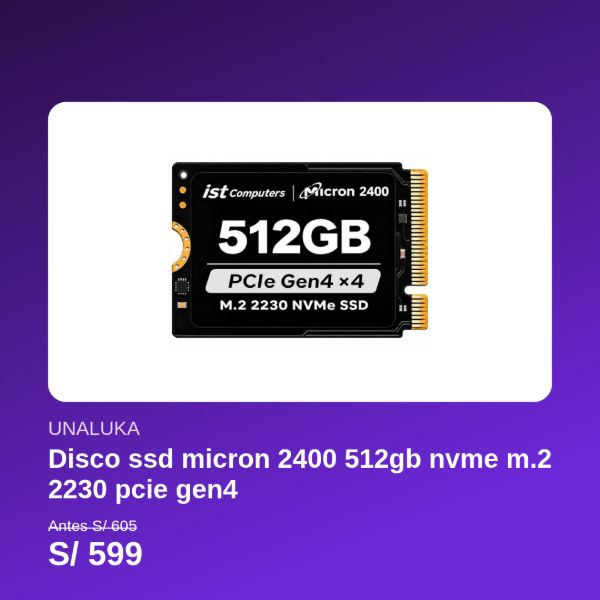 ist Computers | Micron 2400
512GB
PCIe Gen4 ×4
M.2 2230 NVMe SSD
UNALUKA
Disco ssd micron 2400 512gb nvme m.2
2230 pcie gen4
Antes S/ 605
S/ 599